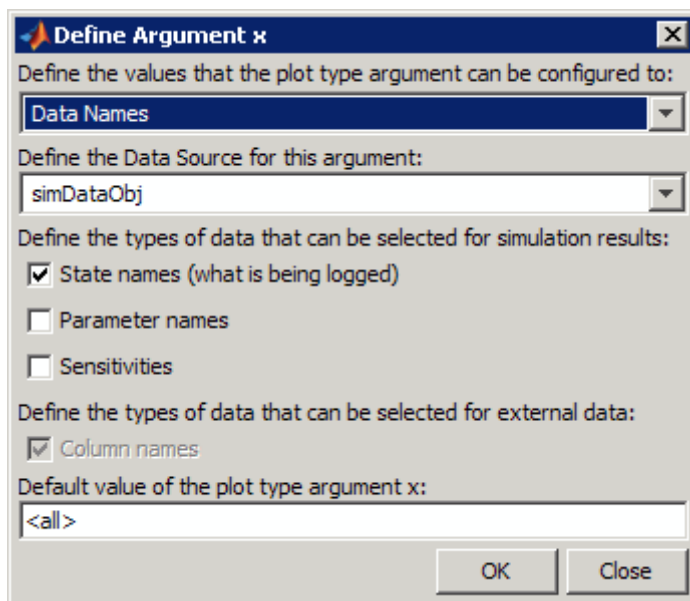 Define Argument x
Define the values that the plot type argument can be configured to:
Data Names
Define the Data Source for this argument:
simDataObj
Define the types of data that can be selected for simulation results:
State names (what is being logged)
Parameter names
Sensitivities
Define the types of data that can be selected for external data:
Column names
Default value of the plot type argument x:
<all>
OK Close